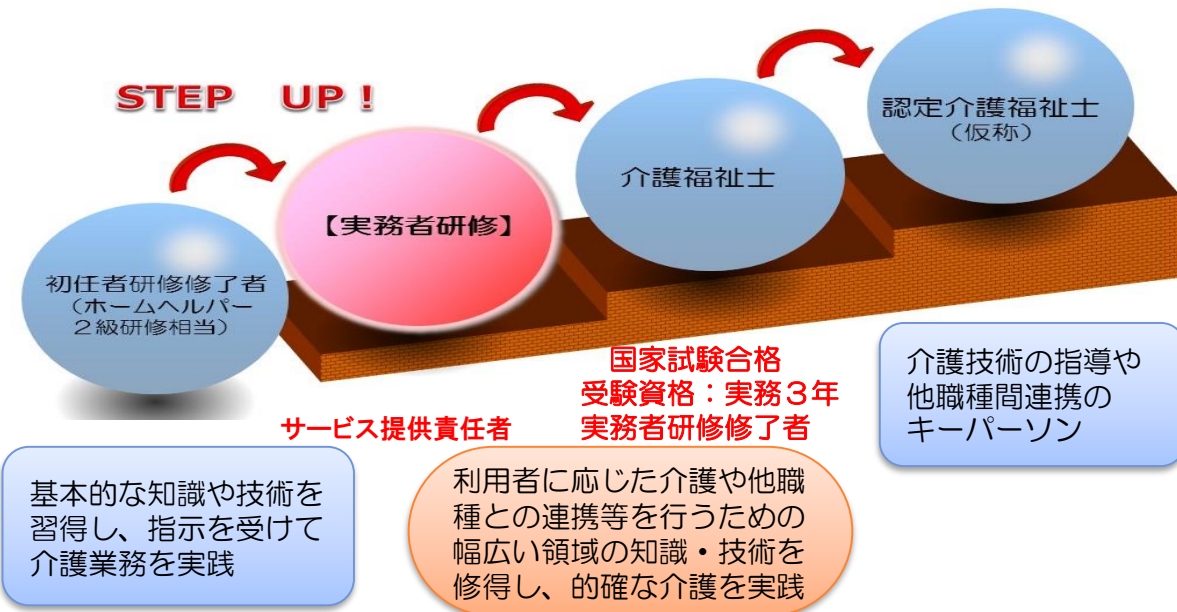 STEP UP！
初任者研修修了者
（ホームヘルパー
２級研修相当）
【実務者研修】
介護福祉士
認定介護福祉士
（仮称）
サービス提供責任者
国家試験合格
受験資格：実務３年
実務者研修修了者
基本的な知識や技術を
習得し、指示を受けて
介護業務を実践
利用者に応じた介護や他職
種との連携等を行うための
幅広い領域の知識・技術を
修得し、的確な介護を実践
介護技術の指導や
他職種間連携の
キーパーソン